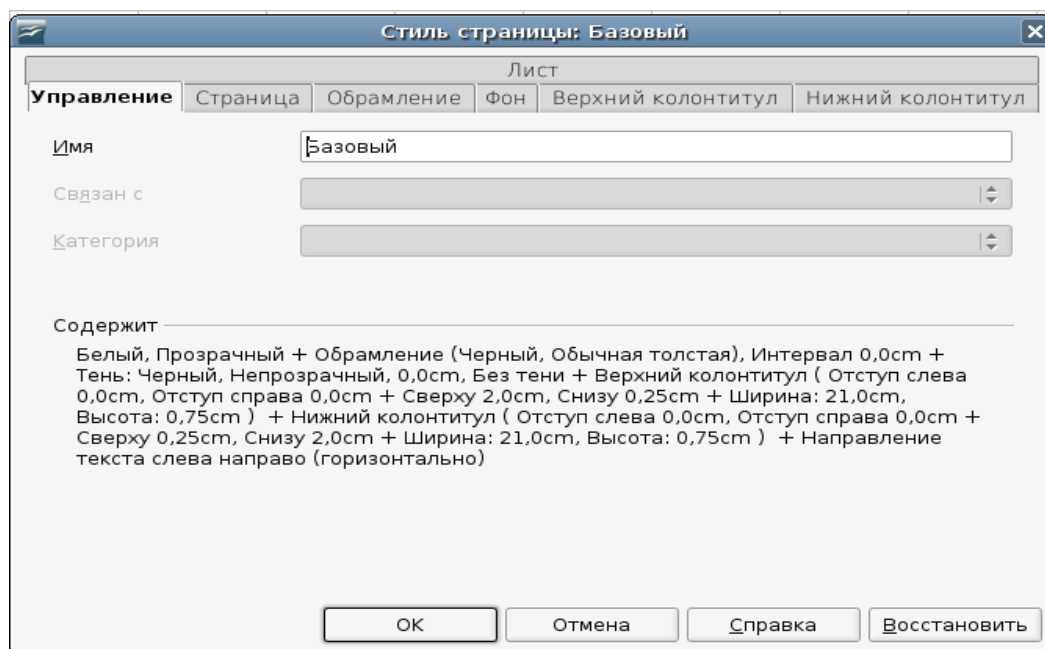 Стиль страницы: Базовый
Лист
Управление Страница Обрамление Фон Верхний колонтитул Нижний колонтитул
Имя Базовый
Связан с
Категория
Содержит
Белый, Прозрачный + Обрамление (Черный, Обычная толстая), Интервал 0,0cm +
Тень: Черный, Непрозрачный, 0,0cm, Без тени + Верхний колонтитул ( Отступ слева
0,0cm, Отступ справа 0,0cm + Сверху 2,0cm, Снизу 0,25cm + Ширина: 21,0cm,
Высота: 0,75cm ) + Нижний колонтитул ( Отступ слева 0,0cm, Отступ справа 0,0cm +
Сверху 0,25cm, Снизу 2,0cm + Ширина: 21,0cm, Высота: 0,75cm ) + Направление
текста слева направо (горизонтально)
OK Отмена Справка Восстановить